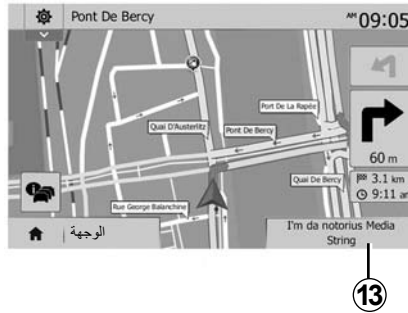 Pont De Bercy
AM 09:05
Port De La Rapée
Quai D'Austerlitz
Pont De Bercy
60 m
Quai De Bercy
3.1 km
9:11 am
Rue George Balanchine
الوجهة
I'm da notorius Media
String
13